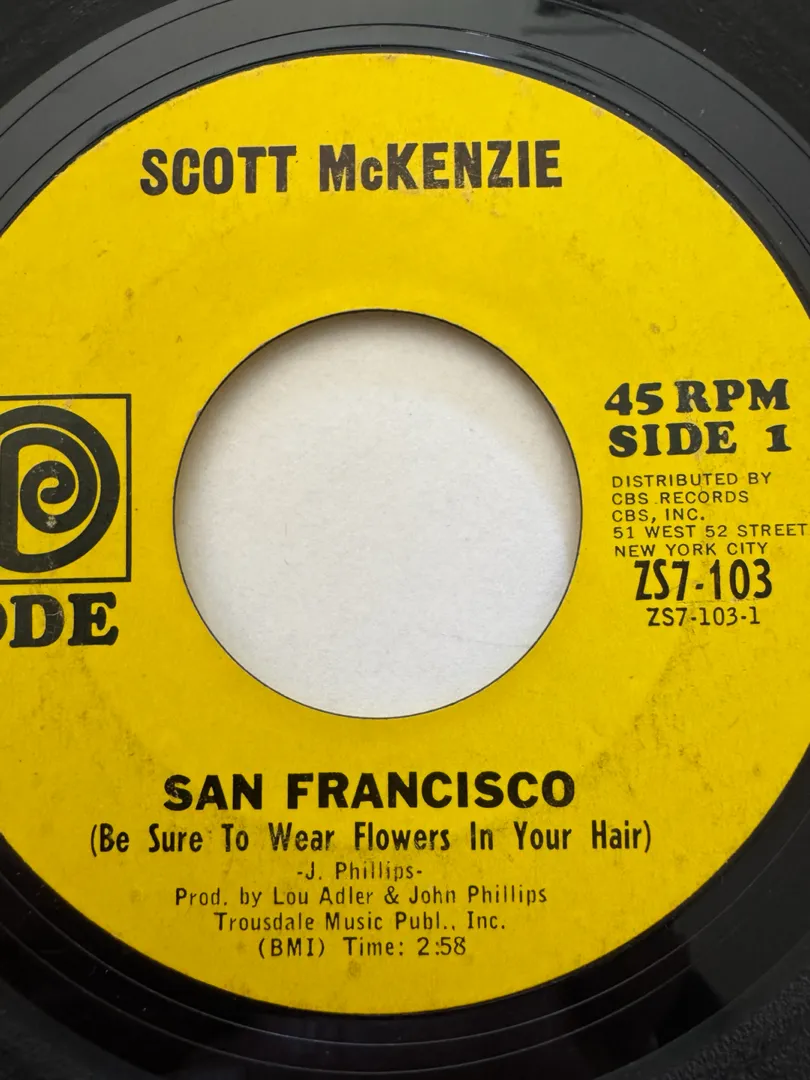 SCOTT McKENZIE
45 RPM
SIDE 1
DISTRIBUTED BY
CBS RECORDS
CBS, INC.
51 WEST 52 STREET
NEW YORK CITY
ZS7-103
ZS7-103-1
SAN FRANCISCO
(Be Sure To Wear Flowers In Your Hair)
-J. Phillips-
Prod. by Lou Adler & John Phillips
Trousdale Music Publ., Inc.
(BMI) Time: 2:58